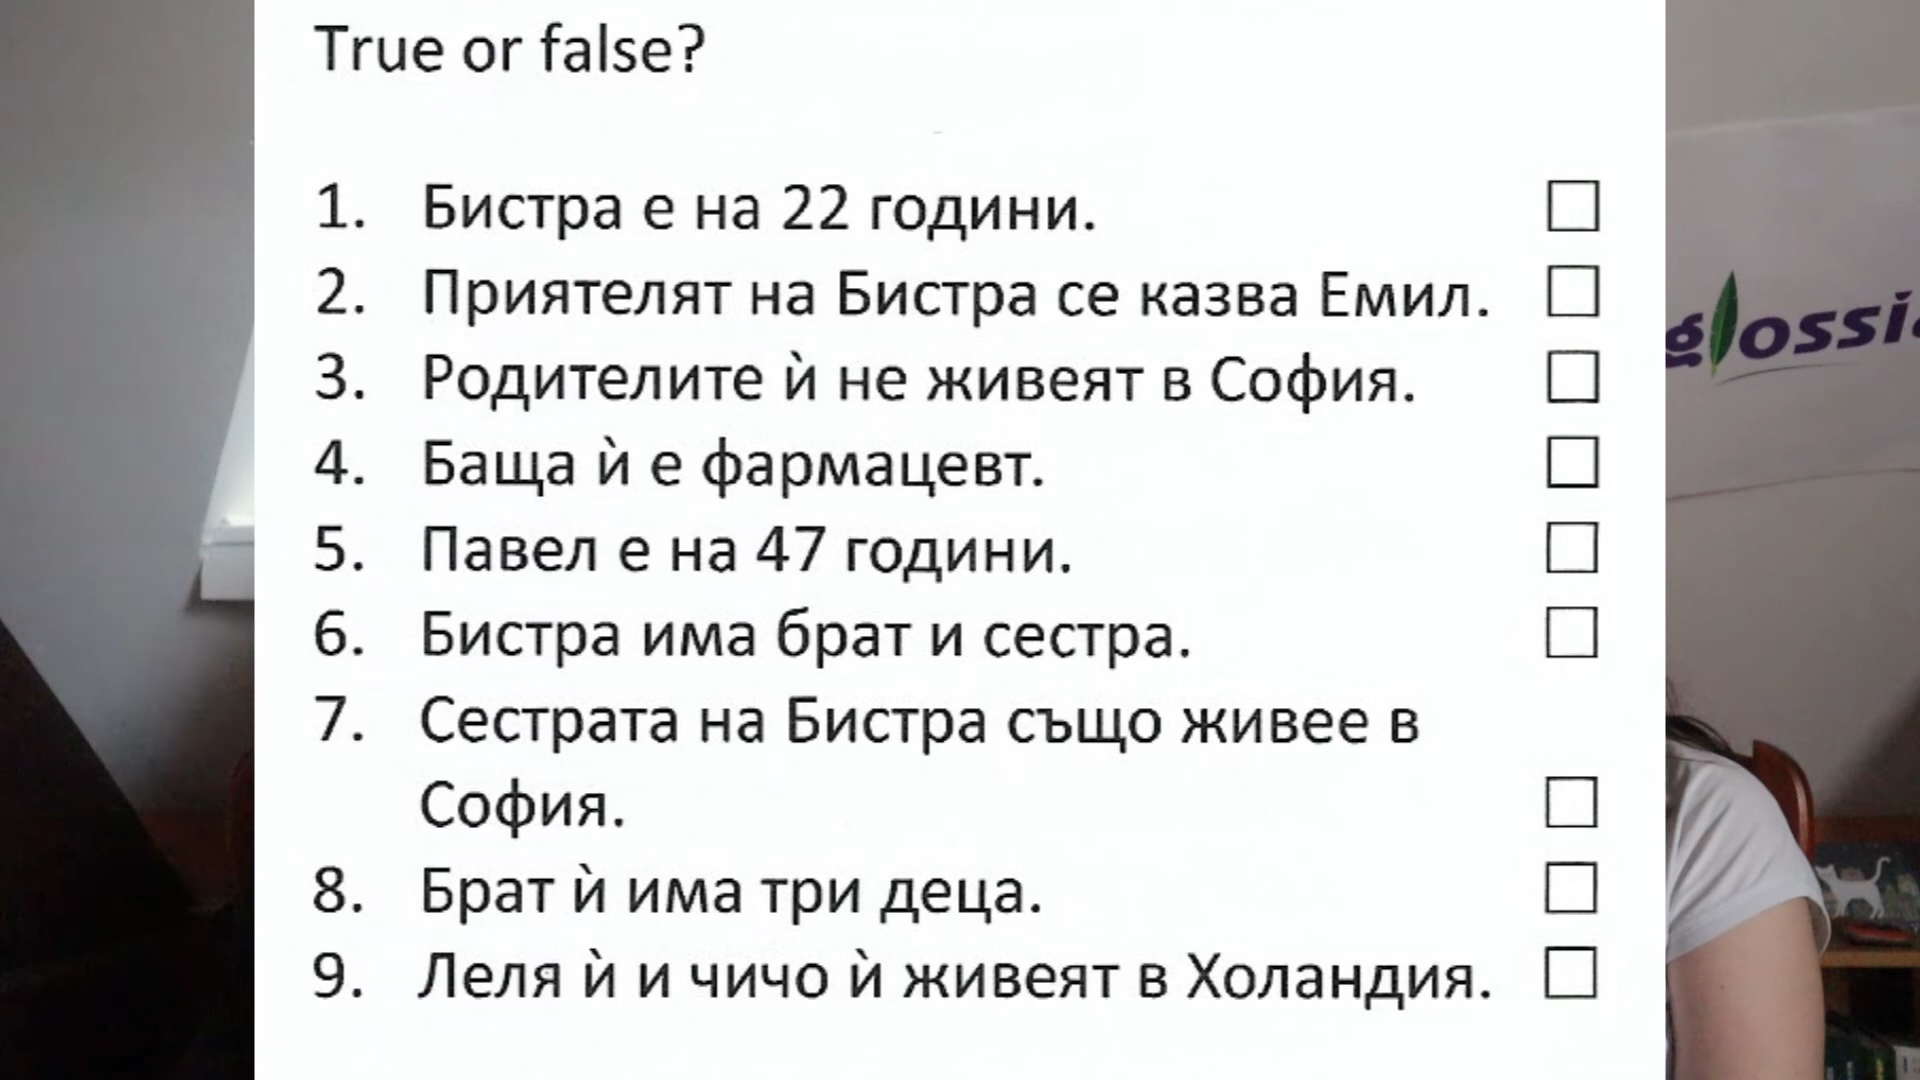 True or false?
1. Бистра е на 22 години.
2. Приятелят на Бистра се казва Емил.
3. Родителите ѝ не живеят в София.
4. Баща ѝ е фармацевт.
5. Павел е на 47 години.
6. Бистра има брат и сестра.
7. Сестрата на Бистра също живее в
София.
8. Брат ѝ има три деца.
9. Леля ѝ и чичо ѝ живеят в Холандия.
glossi